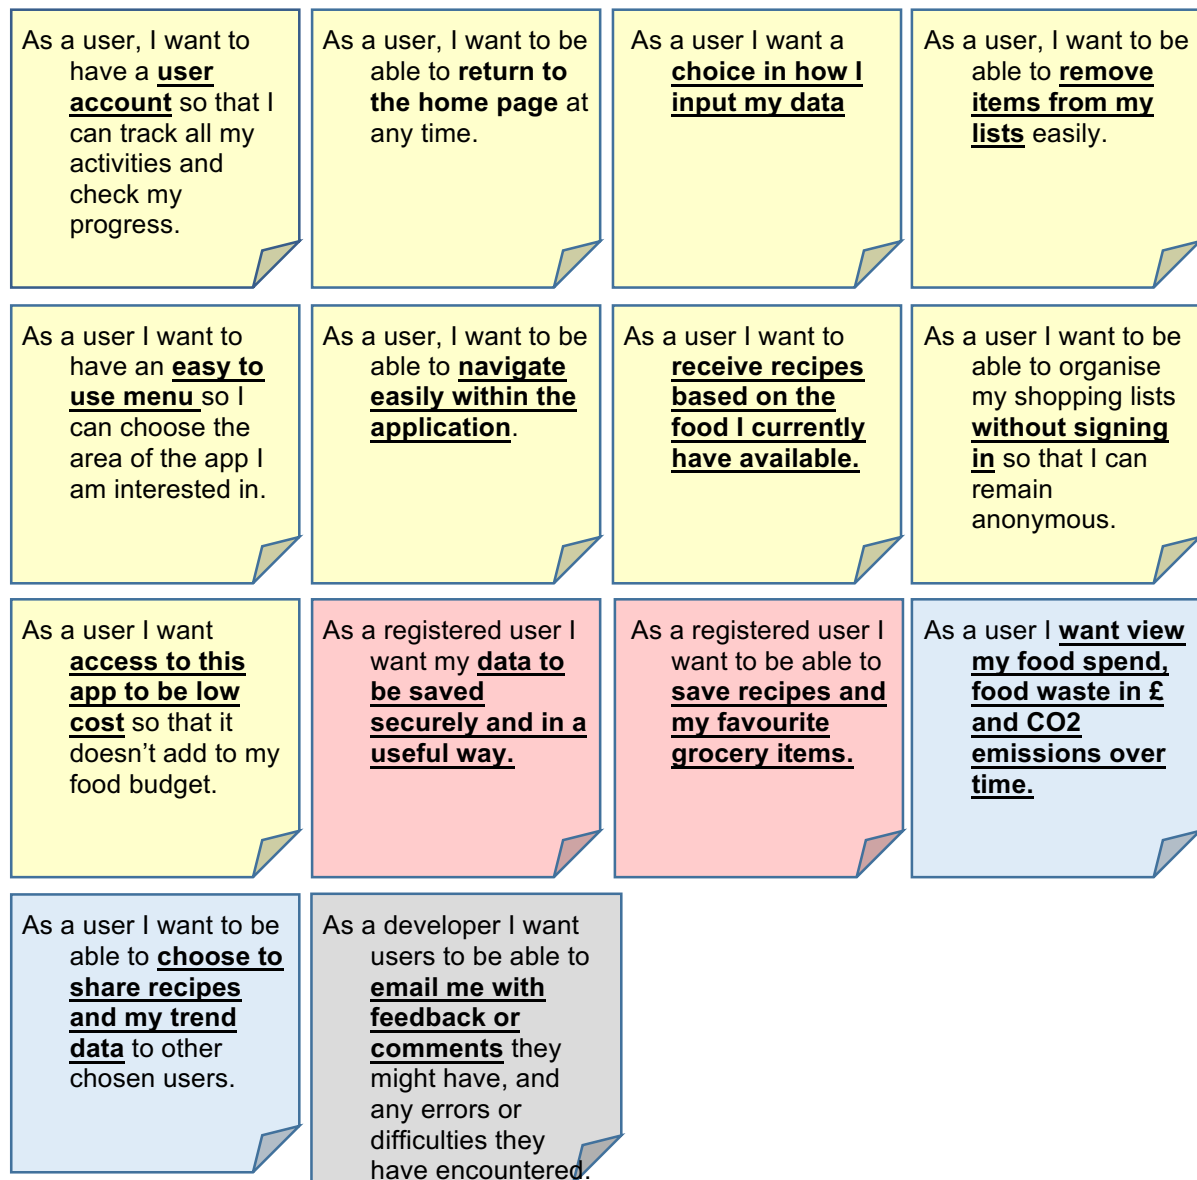 As a user, I want to
have a user
account so that I
can track all my
activities and
check my
progress.
As a user, I want to be
able to return to
the home page at
any time.
As a user I want a
choice in how I
input my data
As a user, I want to be
able to remove
items from my
lists easily.
As a user I want to
have an easy to
use menu so I
can choose the
area of the app I
am interested in.
As a user, I want to be
able to navigate
easily within the
application.
As a user I want to
receive recipes
based on the
food I currently
have available.
As a user I want to be
able to organise
my shopping lists
without signing
in so that I can
remain
anonymous.
As a user I want
access to this
app to be low
cost so that it
doesn’t add to my
food budget.
As a registered user I
want my data to
be saved
securely and in a
useful way.
As a registered user I
want to be able to
save recipes and
my favourite
grocery items.
As a user I want view
my food spend,
food waste in £
and CO2
emissions over
time.
As a user I want to be
able to choose to
share recipes
and my trend
data to other
chosen users.
As a developer I want
users to be able to
email me with
feedback or
comments they
might have, and
any errors or
difficulties they
have encountered.